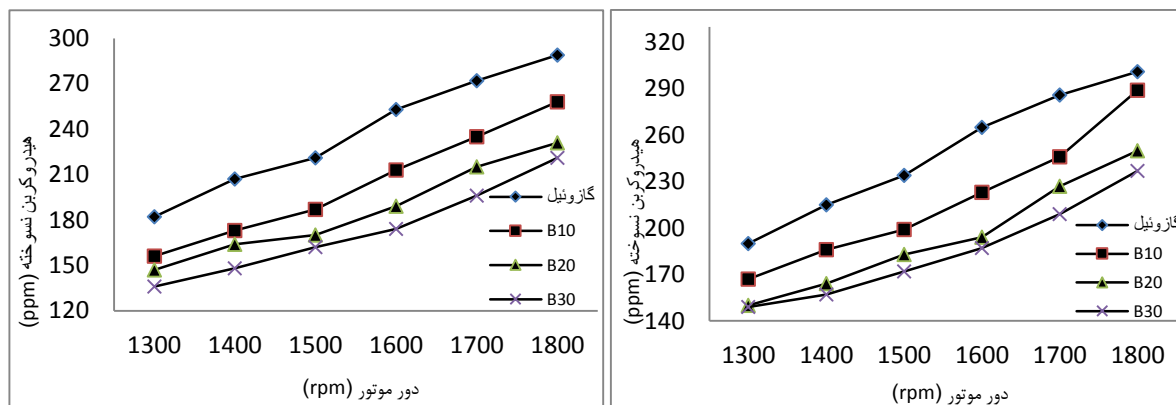 هیدروکربن نسوخته (ppm)
300
270
240
210
180
150
120
1300 1400 1500 1600 1700 1800
دور موتور (rpm)
گازوئیل
B10
B20
B30
هیدروکربن نسوخته (ppm)
320
290
260
230
200
170
140
1300 1400 1500 1600 1700 1800
دور موتور (rpm)
گازوئیل
B10
B20
B30